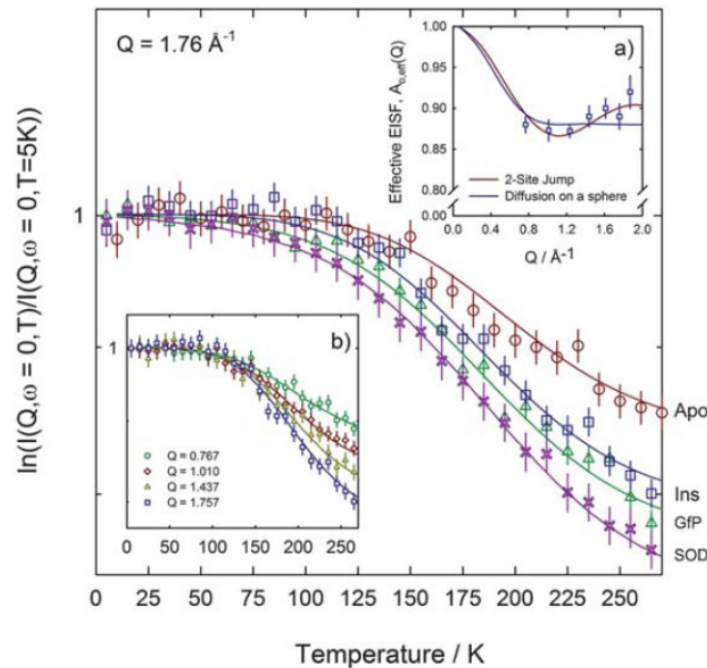 Q = 1.76 Å⁻¹
a)
Effective EISF, A₀,eff(Q)
1.00
0.95
0.90
0.85
0.80
0.00
2-Site Jump
Diffusion on a sphere
0.0 0.4 0.8 1.2 1.6 2.0
Q / Å⁻¹
ln(I(Q,ω = 0,T)/I(Q,ω = 0,T=5K)
1
1
b)
Q = 0.767
Q = 1.010
Q = 1.437
Q = 1.757
0 50 100 150 200 250
Apo
Ins
GfP
SOD
0 25 50 75 100 125 150 175 200 225 250
Temperature / K